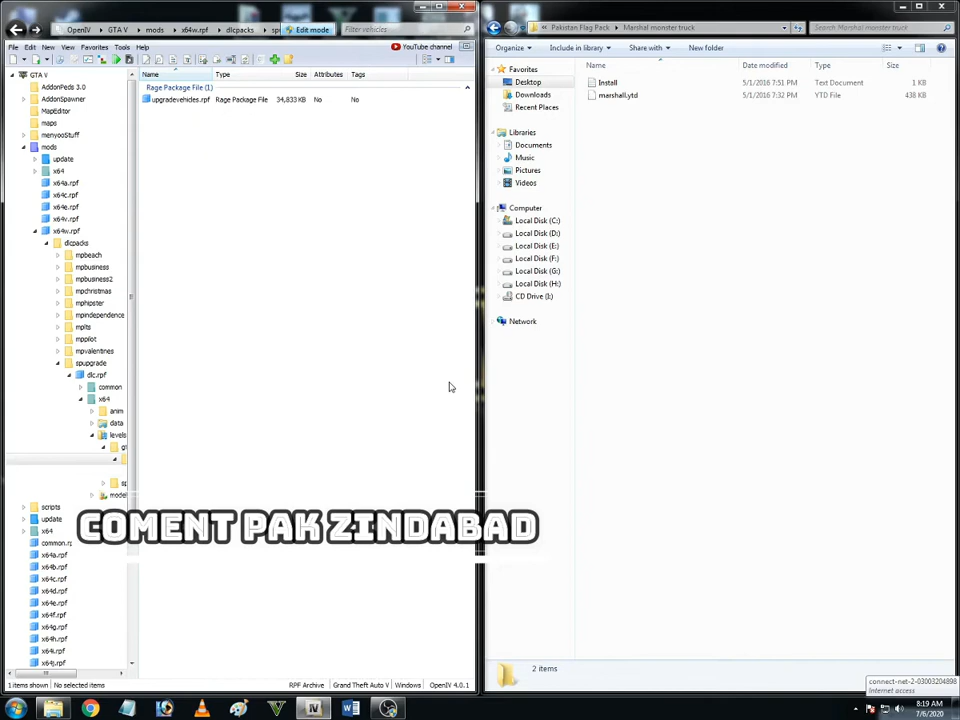 GTA V
mods
x64w.rpf
dlcpacks
Edit mode
Filter vehicles
File Edit New View Favorites Tools Help
YouTube channel
GTA V
AddonPeds 3.0
AddonSpawner
MapEditor
maps
menyooStuff
mods
update
x64
x64a.rpf
x64c.rpf
x64e.rpf
x64v.rpf
x64w.rpf
dlcpacks
mpbeach
mpbusiness
mpbusiness2
mpchristmas
mphipster
mpindependence
mplts
mppilot
mpvalentines
spupgrade
dlc.rpf
common
x64
anim
data
levels
scripts
update
x64
x64a.rpf
x64b.rpf
x64c.rpf
x64d.rpf
x64e.rpf
x64f.rpf
x64g.rpf
x64h.rpf
x64i.rpf
x64j.rpf
Name Type Size Attributes Tags
Rage Package File (1)
upgradevehicles.rpf Rage Package File 34,833 KB No No
1 items shown No selected items RPF Archive Grand Theft Auto V Windows OpenIV 4.0.1
Pakistan Flag Pack
Marshal monster truck
Search Marshal monster truck
Organize Include in library Share with New folder
Favorites
Desktop
Downloads
Recent Places
Libraries
Documents
Music
Pictures
Videos
Computer
Local Disk (C:)
Local Disk (D:)
Local Disk (E:)
Local Disk (F:)
Local Disk (G:)
Local Disk (H:)
CD Drive (I:)
Network
Name Date modified Type Size
Install 5/1/2016 7:51 PM Text Document 1 KB
marshall.ytd 5/1/2016 7:32 PM YTD File 438 KB
2 items
COMENT PAK ZINDABAD
connect-net-2-03003204898
Internet access
8:19 AM
7/6/2020